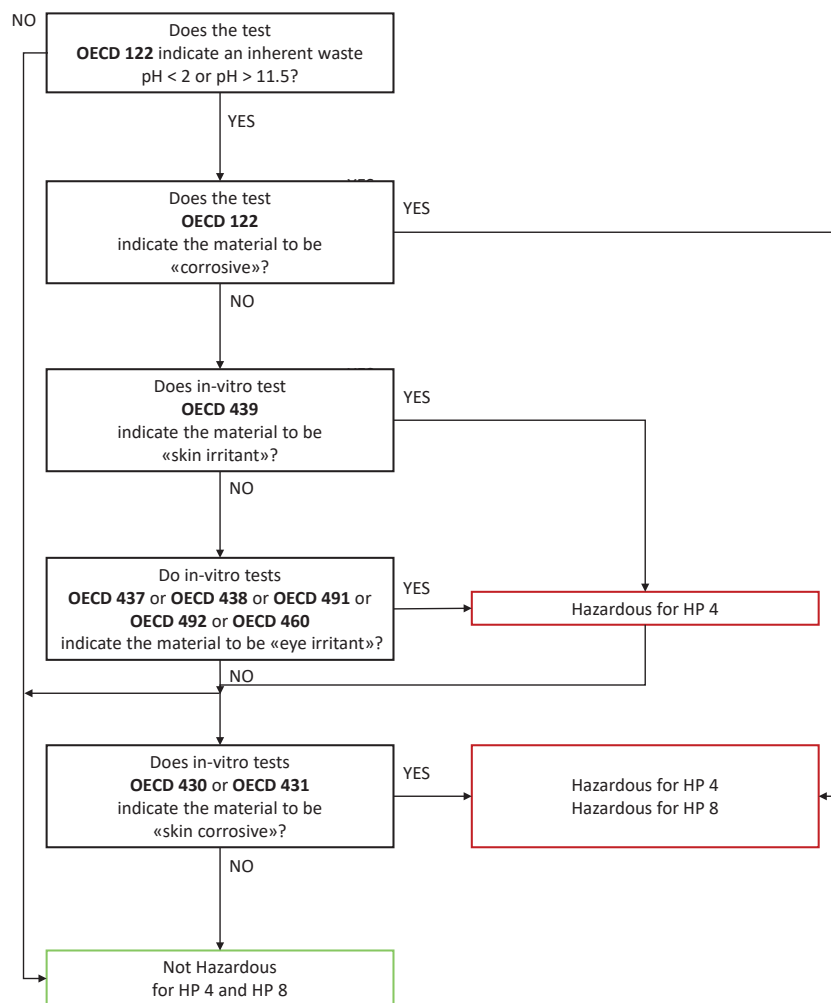 NO
Does the test
OECD 122 indicate an inherent waste
pH < 2 or pH > 11.5?
YES
Does the test
OECD 122
indicate the material to be
«corrosive»?
YES
NO
Does in-vitro test
OECD 439
indicate the material to be
«skin irritant»?
YES
NO
Do in-vitro tests
OECD 437 or OECD 438 or OECD 491 or
OECD 492 or OECD 460
indicate the material to be «eye irritant»?
YES
Hazardous for HP 4
NO
Does in-vitro tests
OECD 430 or OECD 431
indicate the material to be
«skin corrosive»?
YES
Hazardous for HP 4
Hazardous for HP 8
NO
Not Hazardous
for HP 4 and HP 8